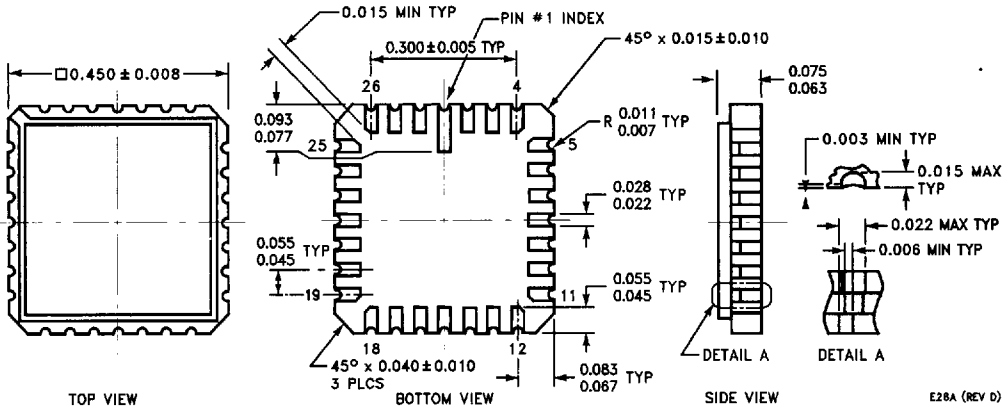 0.015 MIN TYP
PIN #1 INDEX
0.300±0.005 TYP
45° x 0.015±0.010
□0.450±0.008
26
4
0.075
0.063
0.093
0.077
25
R 0.011
0.007 TYP
5
0.003 MIN TYP
0.015 MAX
TYP
0.028
0.022 TYP
0.022 MAX TYP
0.006 MIN TYP
0.055
0.045 TYP
0.055
0.045 TYP
19
11
18
12
45° x 0.040±0.010
3 PLCS
0.083
0.067 TYP
DETAIL A
DETAIL A
TOP VIEW
BOTTOM VIEW
SIDE VIEW
E28A (REV D)